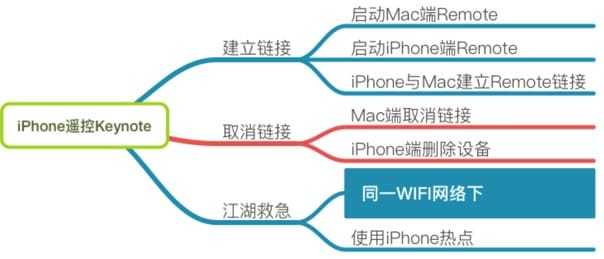 iPhone遥控Keynote
建立链接
启动Mac端Remote
启动iPhone端Remote
iPhone与Mac建立Remote链接
取消链接
Mac端取消链接
iPhone端删除设备
江湖救急
同一WIFI网络下
使用iPhone热点